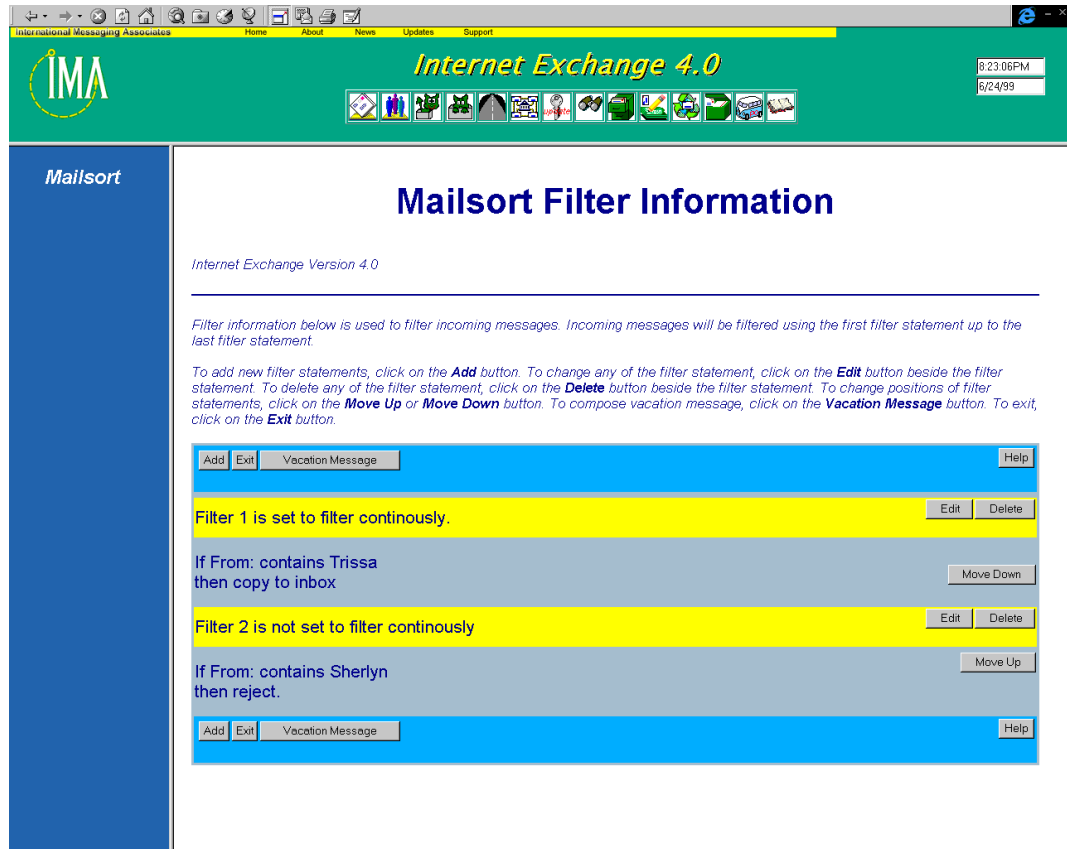 International Messaging Associates
Home About News Updates Support
IMA
Internet Exchange 4.0
8:23:06PM
6/24/99
update
Mailsort
Mailsort Filter Information
Internet Exchange Version 4.0
Filter information below is used to filter incoming messages. Incoming messages will be filtered using the first filter statement up to the
last fitler statement.
To add new filter statements, click on the Add button. To change any of the filter statement, click on the Edit button beside the filter
statement. To delete any of the filter statement, click on the Delete button beside the filter statement. To change positions of filter
statements, click on the Move Up or Move Down button. To compose vacation message, click on the Vacation Message button. To exit,
click on the Exit button.
Add Exit Vacation Message Help
Filter 1 is set to filter continously. Edit Delete
If From: contains Trissa
then copy to inbox
Move Down
Filter 2 is not set to filter continously Edit Delete
If From: contains Sherlyn
then reject.
Move Up
Add Exit Vacation Message Help